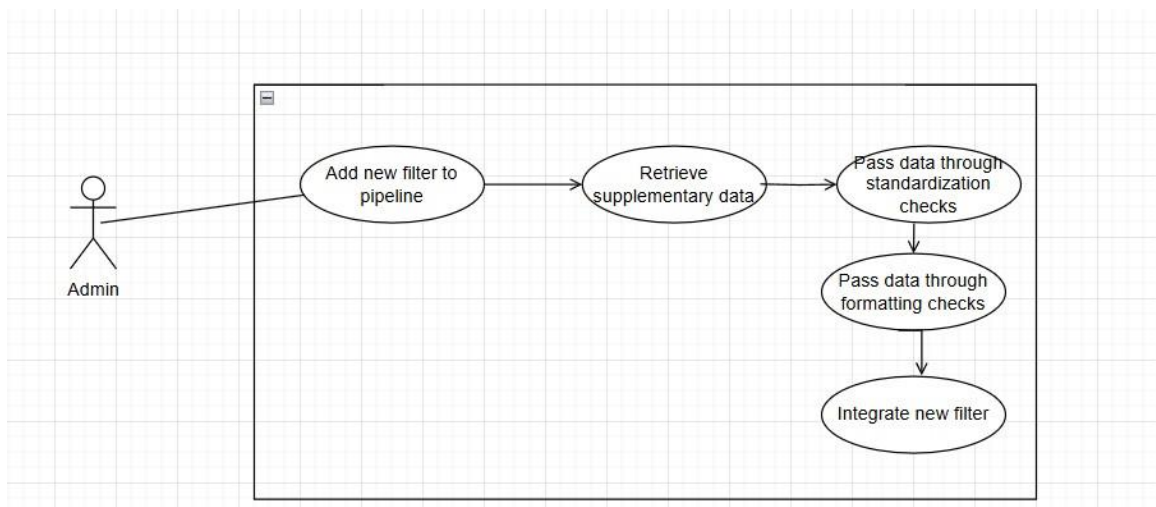 Add new filter to
pipeline
Retrieve
supplementary data
Pass data through
standardization
checks
Admin
Pass data through
formatting checks
Integrate new filter